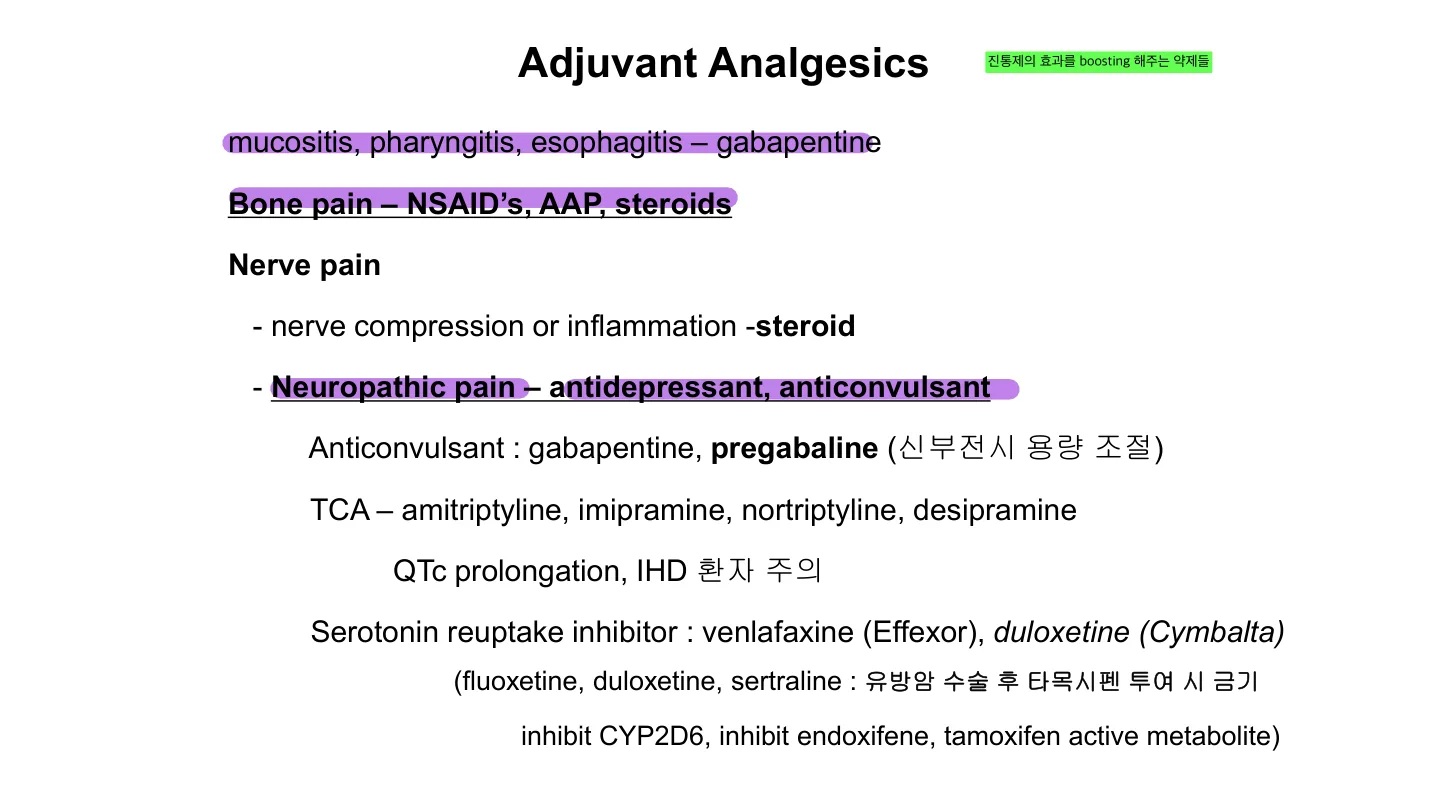 Adjuvant Analgesics
진통제의 효과를 boosting 해주는 약제들
mucositis, pharyngitis, esophagitis – gabapentine
Bone pain – NSAID’s, AAP, steroids
Nerve pain
- nerve compression or inflammation -steroid
- Neuropathic pain – antidepressant, anticonvulsant
Anticonvulsant : gabapentine, pregabaline (신부전시 용량 조절)
TCA – amitriptyline, imipramine, nortriptyline, desipramine
QTc prolongation, IHD 환자 주의
Serotonin reuptake inhibitor : venlafaxine (Effexor), duloxetine (Cymbalta)
(fluoxetine, duloxetine, sertraline : 유방암 수술 후 타목시펜 투여 시 금기
inhibit CYP2D6, inhibit endoxifene, tamoxifen active metabolite)